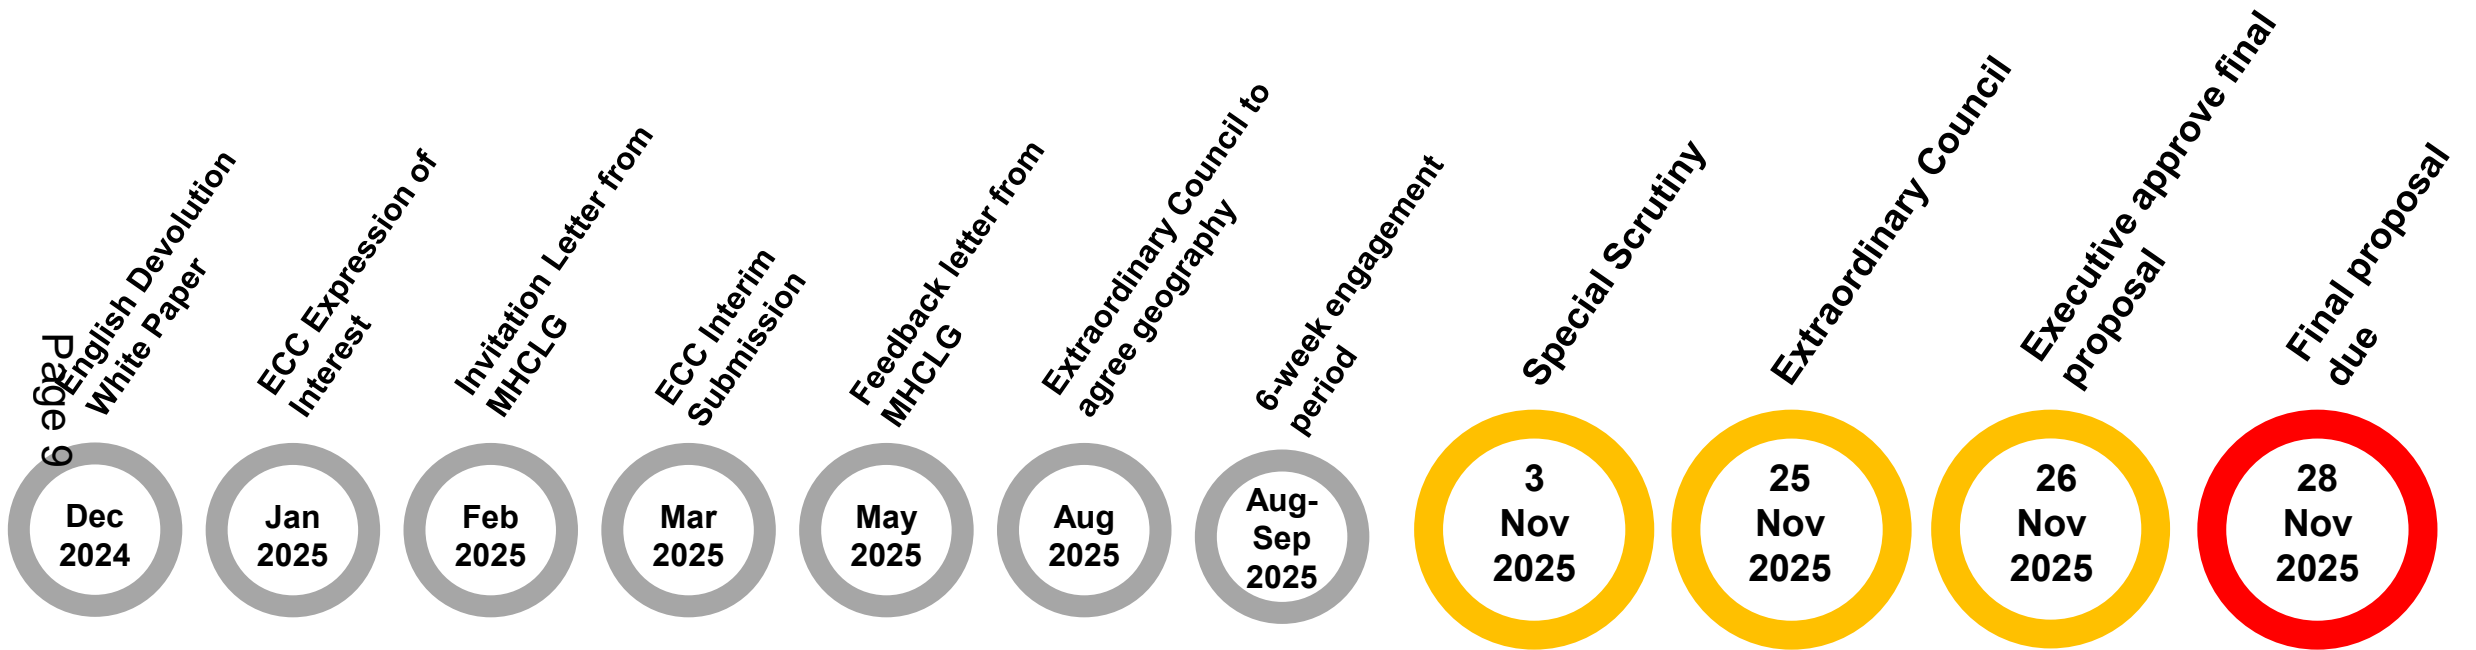 Page 9
English Devolution
White Paper
Dec
2024
ECC Expression of
Interest
Jan
2025
Invitation Letter from
MHCLG
Feb
2025
ECC Interim
Submission
Mar
2025
Feedback letter from
MHCLG
May
2025
Extraordinary Council to
agree geography
Aug
2025
6-week engagement
period
Aug-
Sep
2025
Special Scrutiny
3
Nov
2025
Extraordinary Council
25
Nov
2025
Executive approve final
proposal
26
Nov
2025
Final proposal
due
28
Nov
2025